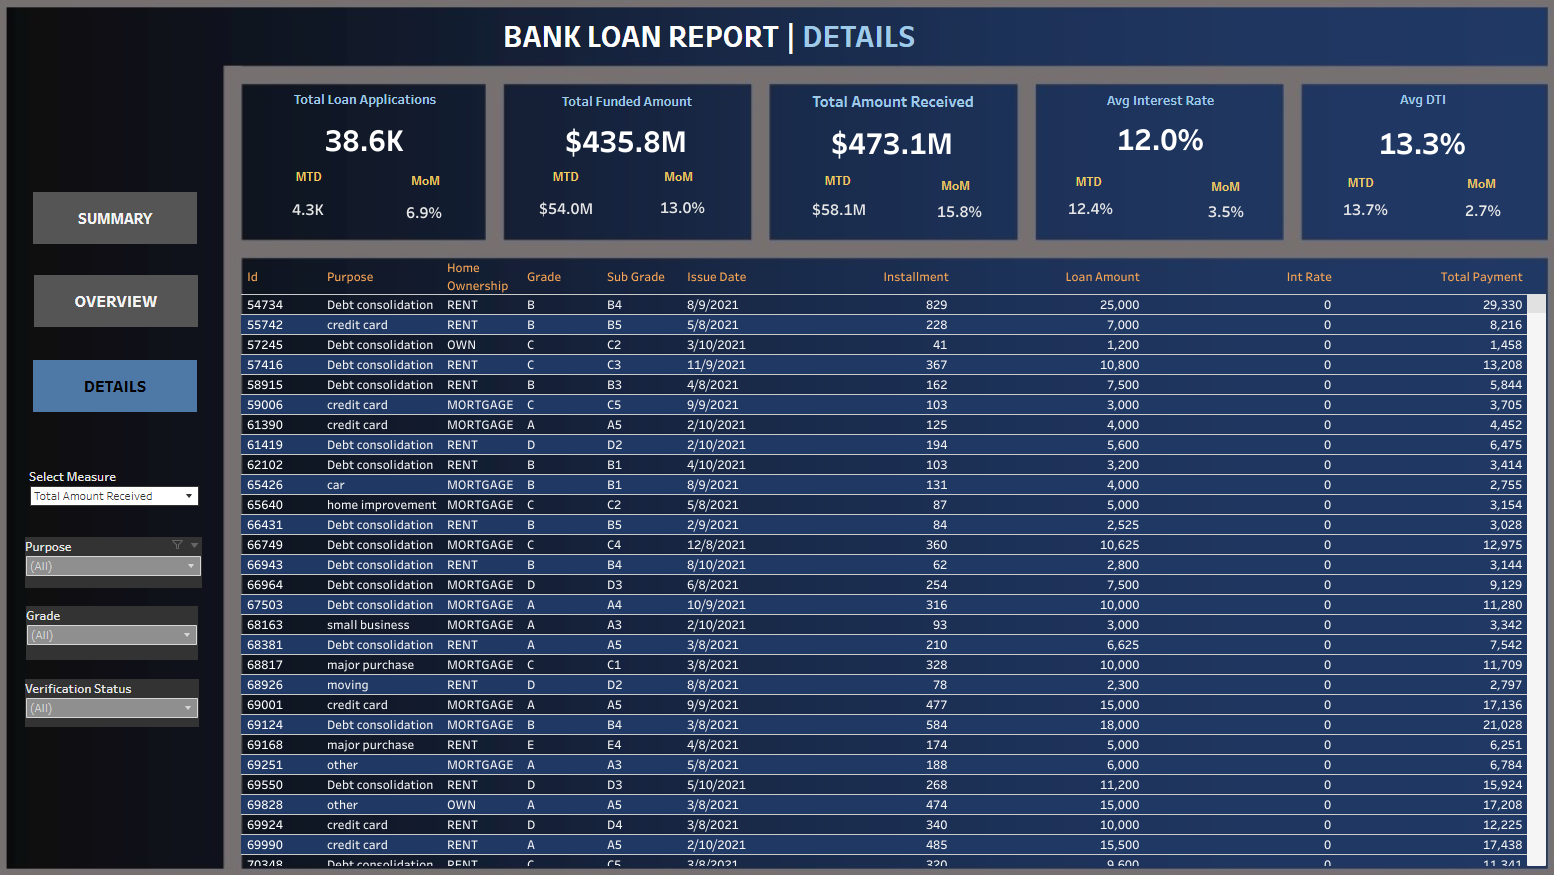 BANK LOAN REPORT | DETAILS
Total Loan Applications
38.6K
MTD MoM
4.3K 6.9%
Total Funded Amount
$435.8M
MTD MoM
$54.0M 13.0%
Total Amount Received
$473.1M
MTD MoM
$58.1M 15.8%
Avg Interest Rate
12.0%
MTD MoM
12.4% 3.5%
Avg DTI
13.3%
MTD MoM
13.7% 2.7%
SUMMARY
OVERVIEW
DETAILS
Select Measure
Total Amount Received
Purpose
(All)
Grade
(All)
Verification Status
(All)
Id Purpose Home Ownership Grade Sub Grade Issue Date Installment Loan Amount Int Rate Total Payment
54734 Debt consolidation RENT B B4 8/9/2021 829 25,000 0 29,330
55742 credit card RENT B B5 5/8/2021 228 7,000 0 8,216
57245 Debt consolidation OWN C C2 3/10/2021 41 1,200 0 1,458
57416 Debt consolidation RENT C C3 11/9/2021 367 10,800 0 13,208
58915 Debt consolidation RENT B B3 4/8/2021 162 7,500 0 5,844
59006 credit card MORTGAGE C C5 9/9/2021 103 3,000 0 3,705
61390 credit card MORTGAGE A A5 2/10/2021 125 4,000 0 4,452
61419 Debt consolidation RENT D D2 2/10/2021 194 5,600 0 6,475
62102 Debt consolidation RENT B B1 4/10/2021 103 3,200 0 3,414
65426 car MORTGAGE B B1 8/9/2021 131 4,000 0 2,755
65640 home improvement MORTGAGE C C2 5/8/2021 87 5,000 0 3,154
66431 Debt consolidation RENT B B5 2/9/2021 84 2,525 0 3,028
66749 Debt consolidation MORTGAGE C C4 12/8/2021 360 10,625 0 12,975
66943 Debt consolidation RENT B B4 8/10/2021 62 2,800 0 3,144
66964 Debt consolidation MORTGAGE D D3 6/8/2021 254 7,500 0 9,129
67503 Debt consolidation MORTGAGE A A4 10/9/2021 316 10,000 0 11,280
68163 small business MORTGAGE A A3 2/10/2021 93 3,000 0 3,342
68381 Debt consolidation RENT A A5 3/8/2021 210 6,625 0 7,542
68817 major purchase MORTGAGE C C1 3/8/2021 328 10,000 0 11,709
68926 moving RENT D D2 8/8/2021 78 2,300 0 2,797
69001 credit card MORTGAGE A A5 9/9/2021 477 15,000 0 17,136
69124 Debt consolidation MORTGAGE B B4 3/8/2021 584 18,000 0 21,028
69168 major purchase RENT E E4 4/8/2021 174 5,000 0 6,251
69251 other MORTGAGE A A3 5/8/2021 188 6,000 0 6,784
69550 Debt consolidation RENT D D3 5/10/2021 268 11,200 0 15,924
69828 other OWN A A5 3/8/2021 474 15,000 0 17,208
69924 credit card RENT D D4 3/8/2021 340 10,000 0 12,225
69990 credit card RENT A A5 2/10/2021 485 15,500 0 17,438
70348 Debt consolidation RENT C C5 3/8/2021 320 9,600 0 11,341